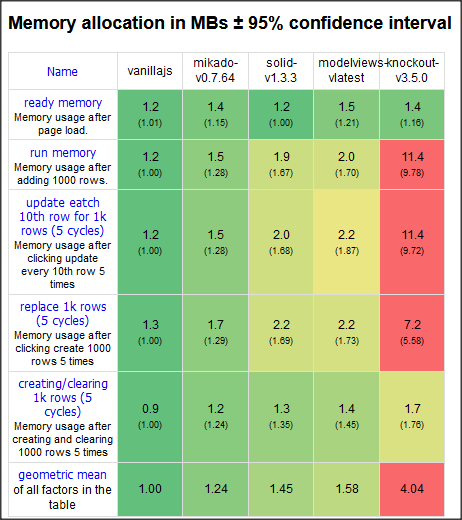 Memory allocation in MBs ± 95% confidence interval
Name
vanillajs
mikado-
v0.7.64
solid-
v1.3.3
modelviews-
vlatest
knockout-
v3.5.0
ready memory
Memory usage after
page load.
1.2
(1.01)
1.4
(1.15)
1.2
(1.00)
1.5
(1.21)
1.4
(1.16)
run memory
Memory usage after
adding 1000 rows.
1.2
(1.00)
1.5
(1.28)
1.9
(1.67)
2.0
(1.70)
11.4
(9.78)
update eatch
10th row for 1k
rows (5 cycles)
Memory usage after
clicking update
every 10th row 5
times
1.2
(1.00)
1.5
(1.28)
2.0
(1.68)
2.2
(1.87)
11.4
(9.72)
replace 1k rows
(5 cycles)
Memory usage after
clicking create 1000
rows 5 times
1.3
(1.00)
1.7
(1.29)
2.2
(1.69)
2.2
(1.73)
7.2
(5.58)
creating/clearing
1k rows (5
cycles)
Memory usage after
creating and clearing
1000 rows 5 times
0.9
(1.00)
1.2
(1.24)
1.3
(1.35)
1.4
(1.45)
1.7
(1.76)
geometric mean
of all factors in the
table
1.00
1.24
1.45
1.58
4.04